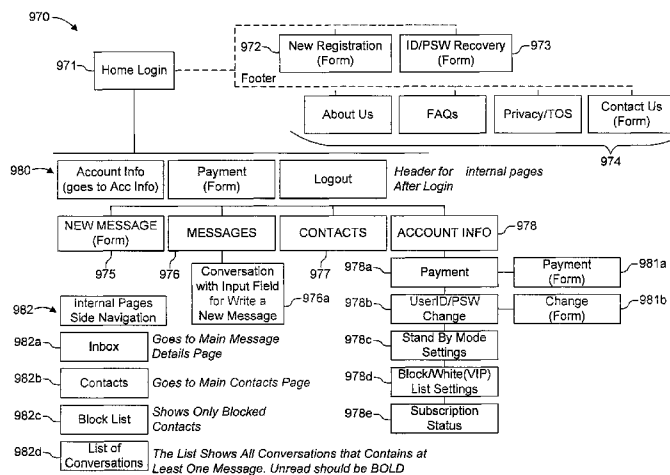 970
971
Home Login
972
New Registration
(Form)
ID/PSW Recovery
(Form)
973
Footer
About Us
FAQs
Privacy/TOS
Contact Us
(Form)
974
980
Account Info
(goes to Acc Info)
Payment
(Form)
Logout
Header for internal pages
After Login
NEW MESSAGE
(Form)
MESSAGES
CONTACTS
ACCOUNT INFO
978
975
976
977
Conversation
with Input Field
for Write a
New Message
976a
978a
Payment
Payment
(Form)
981a
978b
UserID/PSW
Change
Change
(Form)
981b
978c
Stand By Mode
Settings
978d
Block/White(VIP)
List Settings
978e
Subscription
Status
982
Internal Pages
Side Navigation
982a
Inbox
Goes to Main Message
Details Page
982b
Contacts
Goes to Main Contacts Page
982c
Block List
Shows Only Blocked
Contacts
982d
List of
Conversations
The List Shows All Conversations that Contains at
Least One Message. Unread should be BOLD